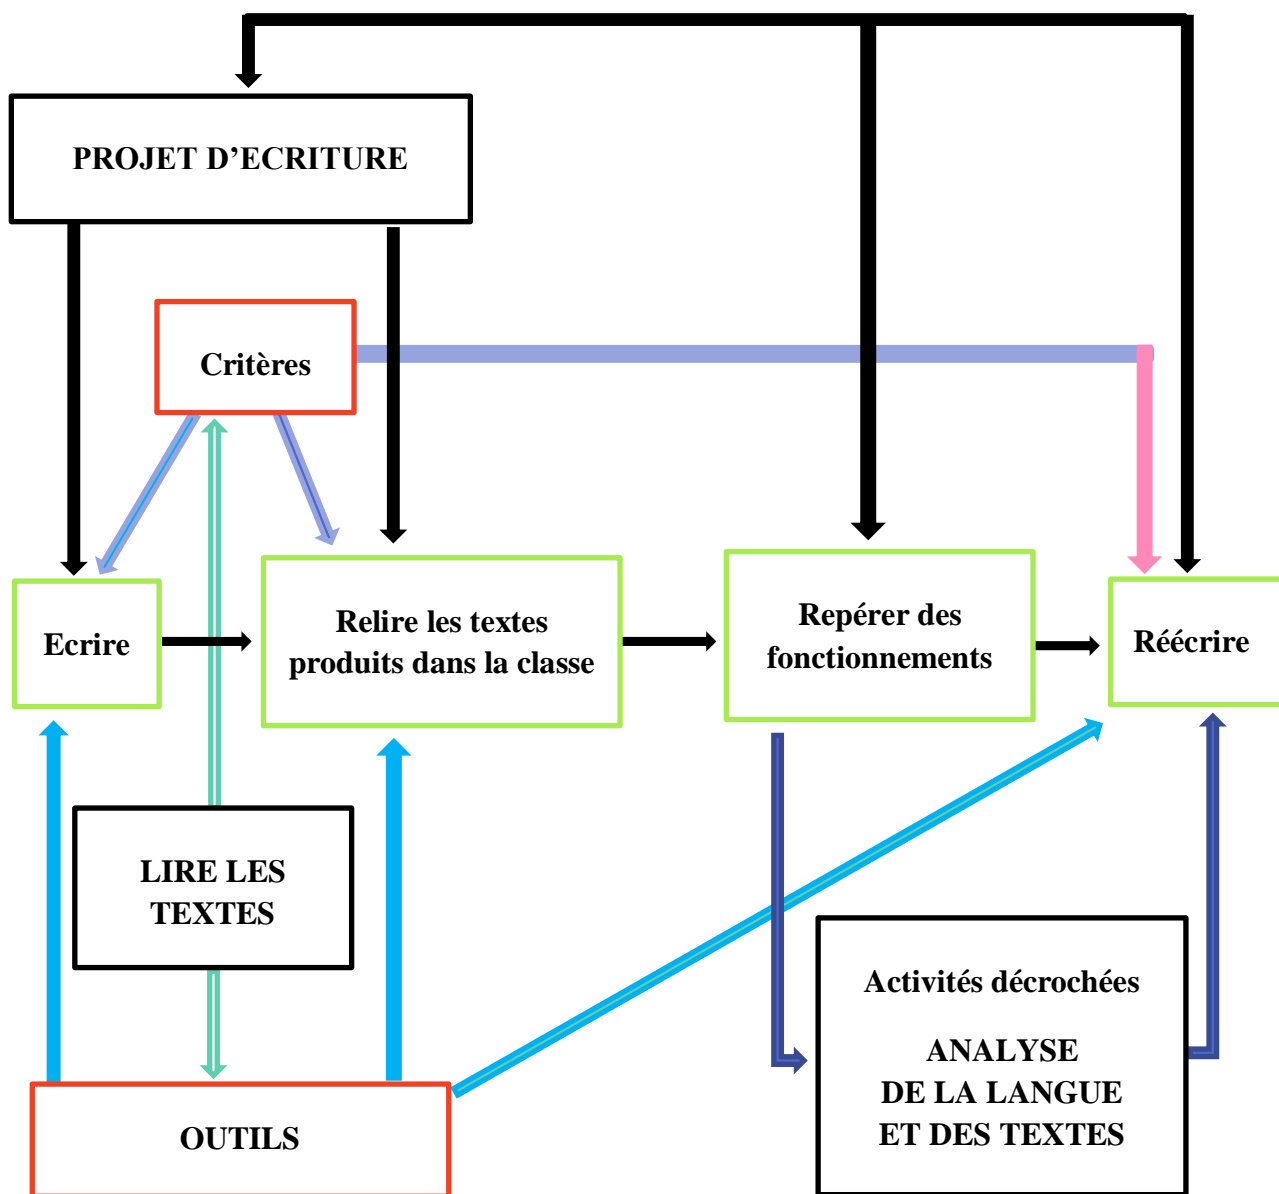 PROJET D’ECRITURE
Critères
Ecrire
Relire les textes
produits dans la classe
Repérer des
fonctionnements
Réécrire
LIRE LES
TEXTES
Activités décrochées
ANALYSE
DE LA LANGUE
ET DES TEXTES
OUTILS